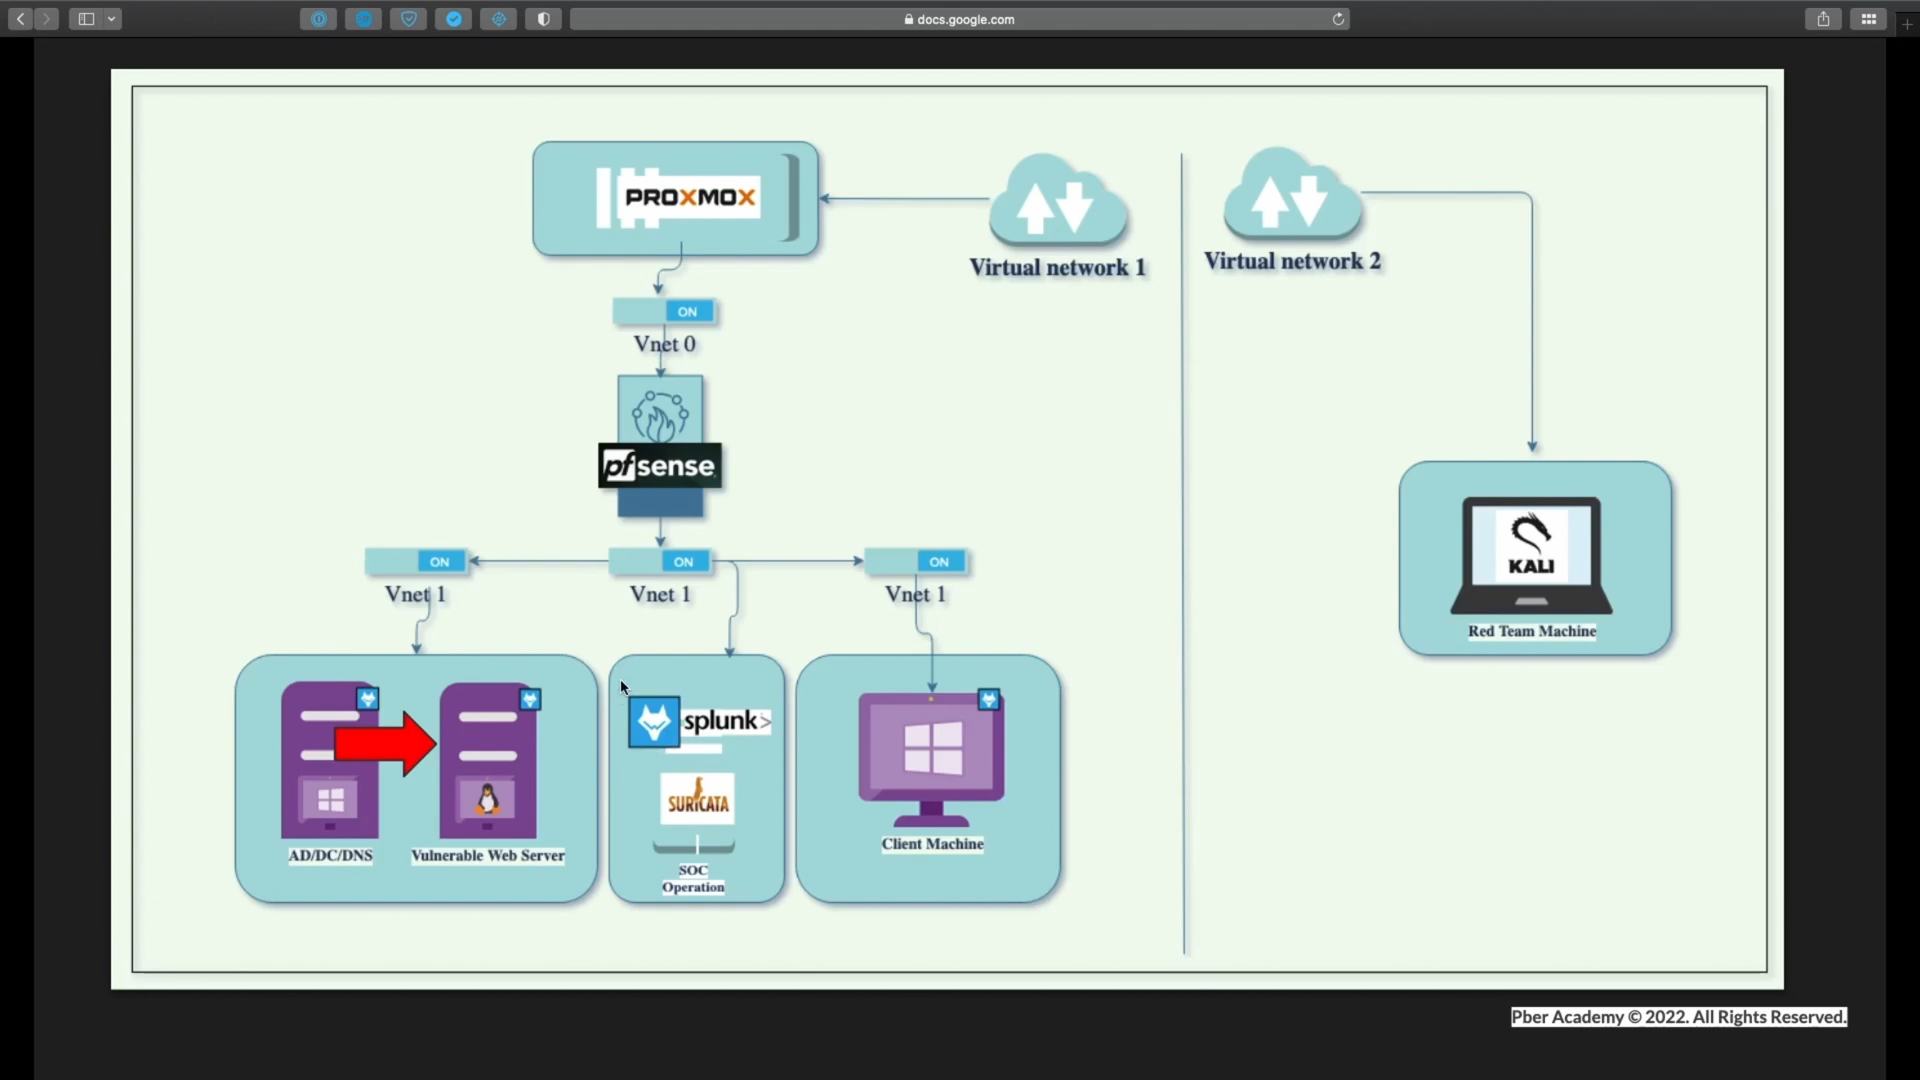 docs.google.com
PROXMOX
Virtual network 1
Virtual network 2
ON
Vnet 0
pfsense
ON
ON
ON
Vnet 1
Vnet 1
Vnet 1
KALI
Red Team Machine
splunk>
SURICATA
AD/DC/DNS
Vulnerable Web Server
SOC
Operation
Client Machine
Pber Academy © 2022. All Rights Reserved.